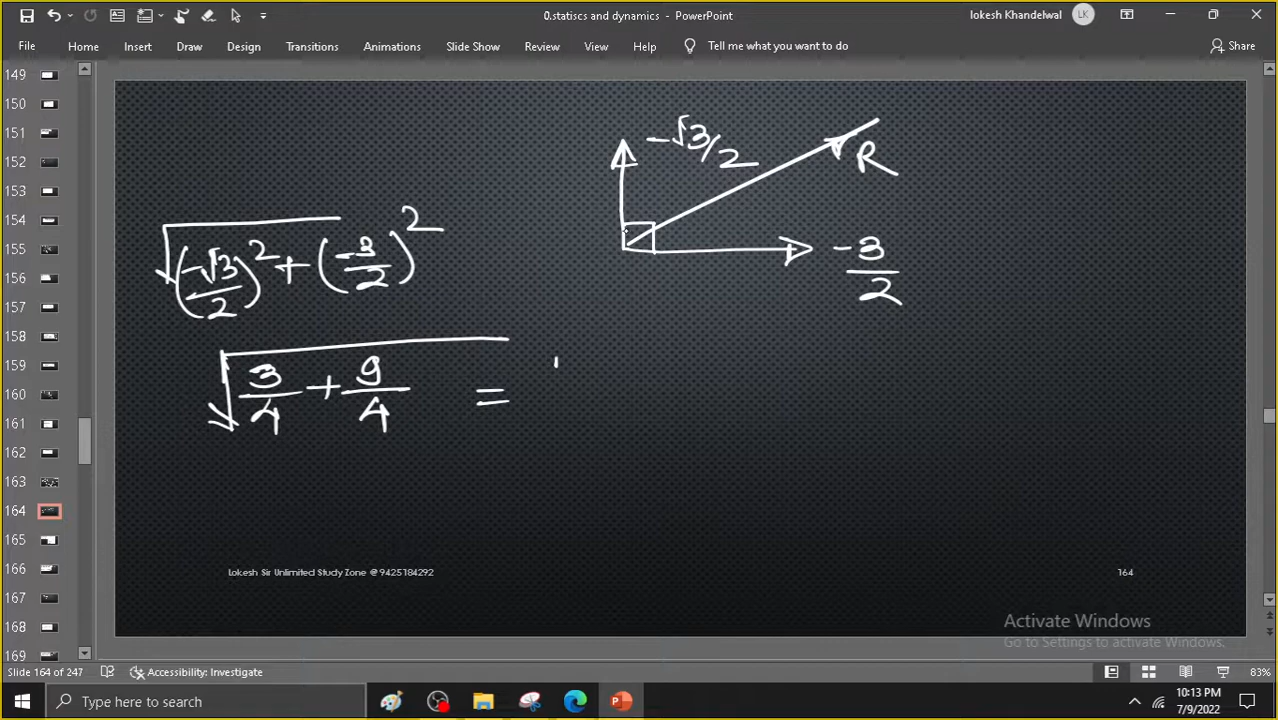 0.statiscs and dynamics - PowerPoint
lokesh Khandelwal LK
File Home Insert Draw Design Transitions Animations Slide Show Review View Help Tell me what you want to do Share
149
150
151
152
153
154
155
156
157
158
159
160
161
162
163
164
165
166
167
168
169
-√3/2
R
-3/2
√((-√3/2)²+(-3/2)²
√(3/4+9/4) =
Lokesh Sir Unlimited Study Zone @ 9425184292
164
Activate Windows
Go to Settings to activate Windows.
Slide 164 of 247 Accessibility: Investigate 83%
Type here to search
10:13 PM
7/9/2022